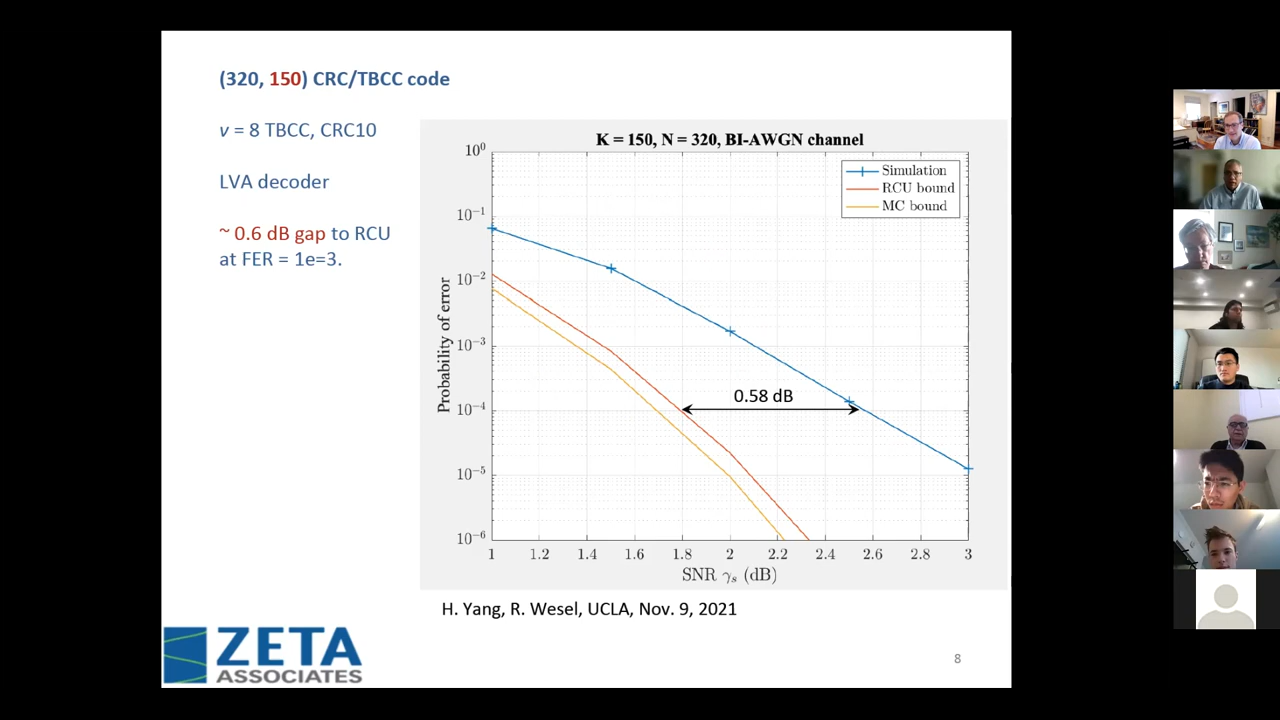 (320, 150) CRC/TBCC code
v = 8 TBCC, CRC10
LVA decoder
~ 0.6 dB gap to RCU
at FER = 1e=3.
K = 150, N = 320, BI-AWGN channel
Simulation
RCU bound
MC bound
Probability of error
10⁰
10⁻¹
10⁻²
10⁻³
10⁻⁴
10⁻⁵
10⁻⁶
0.58 dB
1 1.2 1.4 1.6 1.8 2 2.2 2.4 2.6 2.8 3
SNR γₛ (dB)
H. Yang, R. Wesel, UCLA, Nov. 9, 2021
ZETA
ASSOCIATES
8